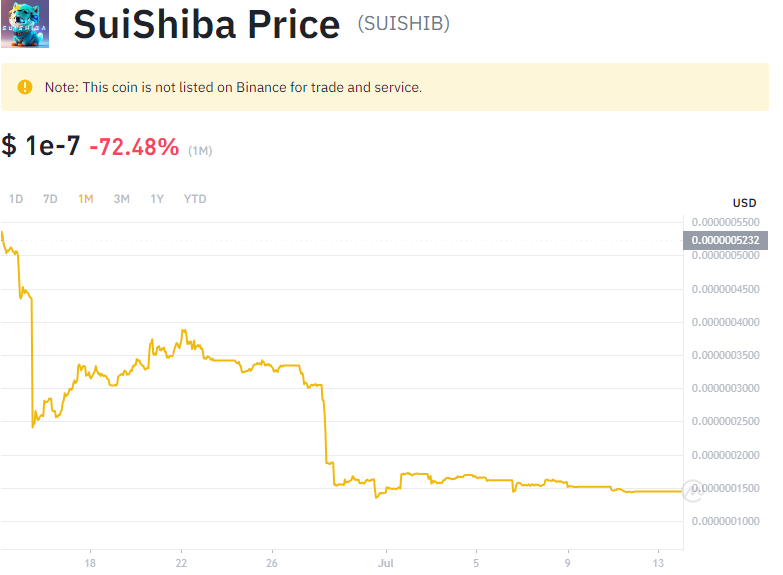 SuiShiba Price (SUISHIB)
SUISHIBA
Note: This coin is not listed on Binance for trade and service.
$ 1e-7 -72.48% (1M)
1D 7D 1M 3M 1Y YTD
USD
0.0000005500
0.0000005232
0.0000005000
0.0000004500
0.0000004000
0.0000003500
0.0000003000
0.0000002500
0.0000002000
0.0000001500
0.0000001000
18 22 26 Jul 5 9 13